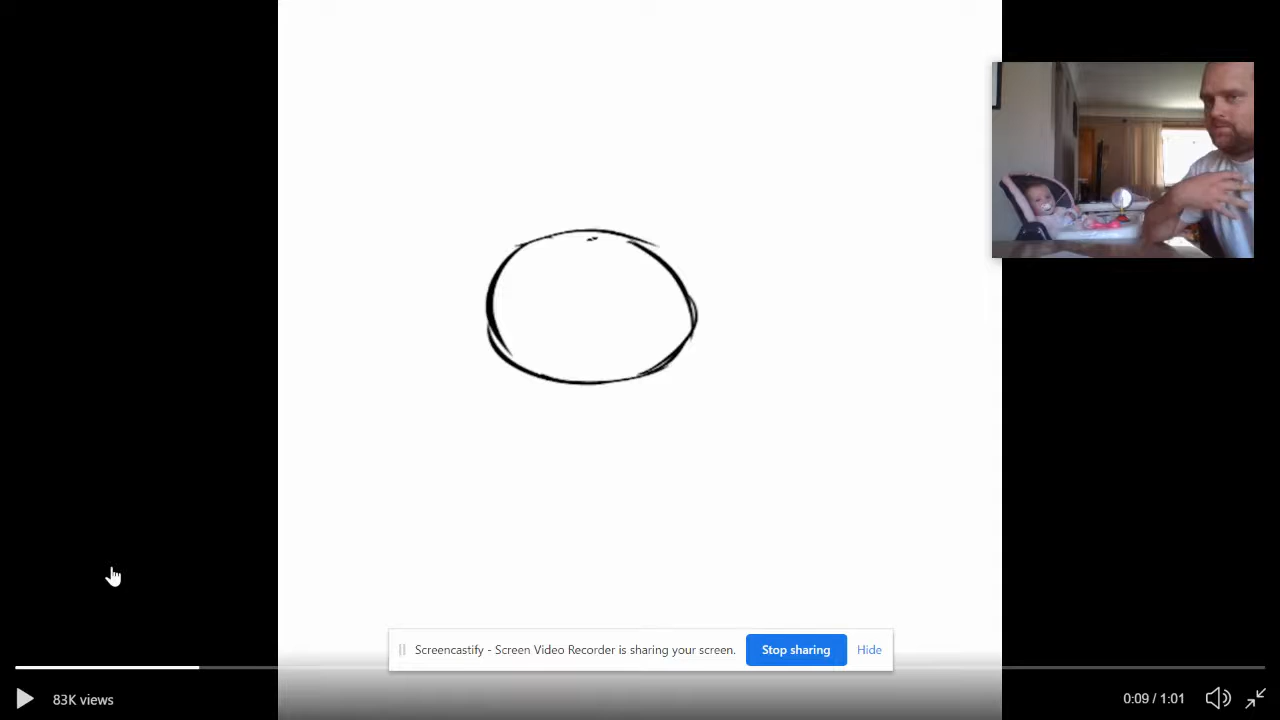 Screencastify - Screen Video Recorder is sharing your screen. Stop sharing Hide
83K views 0:09 / 1:01